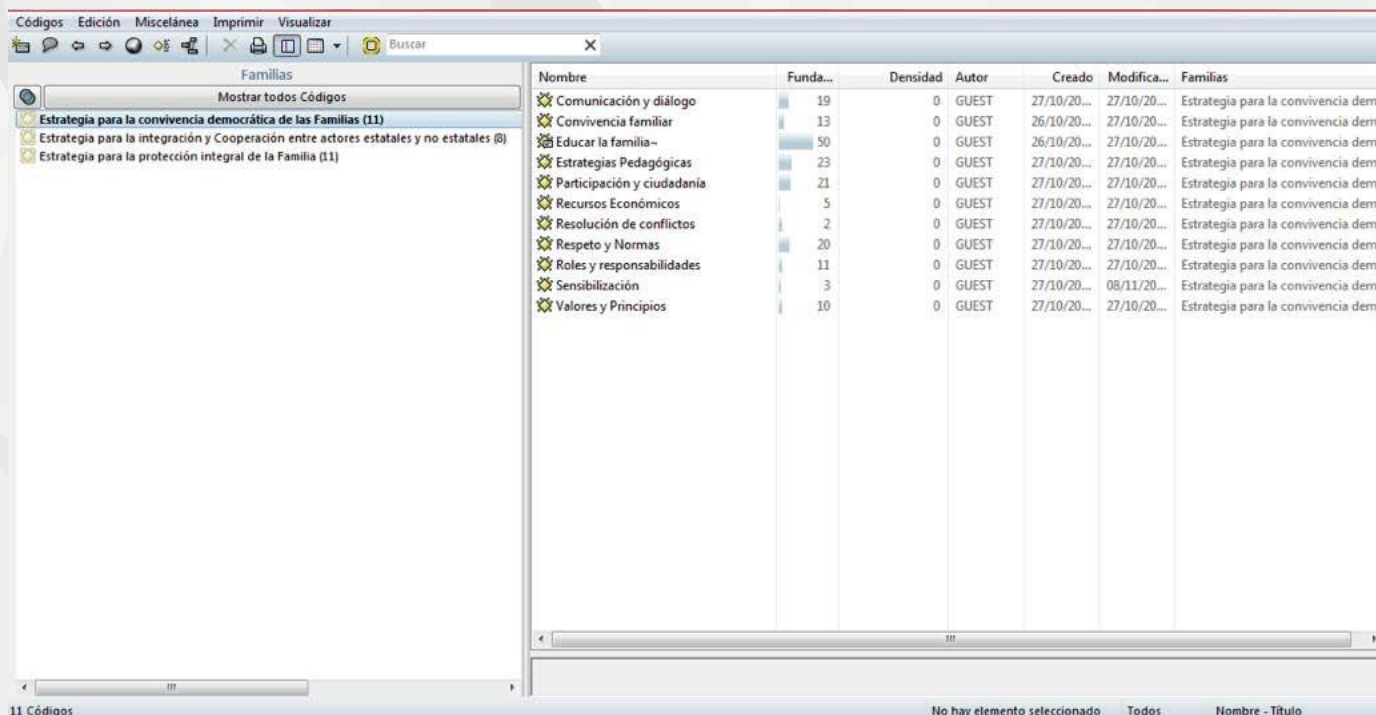 Códigos Edición Miscelánea Imprimir Visualizar
Buscar
Familias
Mostrar todos Códigos
Estrategia para la convivencia democrática de las Familias (11)
Estrategia para la integración y Cooperación entre actores estatales y no estatales (8)
Estrategia para la protección integral de la Familia (11)
Nombre Funda... Densidad Autor Creado Modifica... Familias
Comunicación y diálogo 19 0 GUEST 27/10/20... 27/10/20... Estrategia para la convivencia dem
Convivencia familiar 13 0 GUEST 26/10/20... 27/10/20... Estrategia para la convivencia dem
Educar la familia~ 50 0 GUEST 26/10/20... 27/10/20... Estrategia para la convivencia dem
Estrategias Pedagógicas 23 0 GUEST 27/10/20... 27/10/20... Estrategia para la convivencia dem
Participación y ciudadanía 21 0 GUEST 27/10/20... 27/10/20... Estrategia para la convivencia dem
Recursos Económicos 5 0 GUEST 27/10/20... 27/10/20... Estrategia para la convivencia dem
Resolución de conflictos 2 0 GUEST 27/10/20... 27/10/20... Estrategia para la convivencia dem
Respeto y Normas 20 0 GUEST 27/10/20... 27/10/20... Estrategia para la convivencia dem
Roles y responsabilidades 11 0 GUEST 27/10/20... 27/10/20... Estrategia para la convivencia dem
Sensibilización 3 0 GUEST 27/10/20... 08/11/20... Estrategia para la convivencia dem
Valores y Principios 10 0 GUEST 27/10/20... 27/10/20... Estrategia para la convivencia dem
11 Códigos No hay elemento seleccionado Todos Nombre - Título